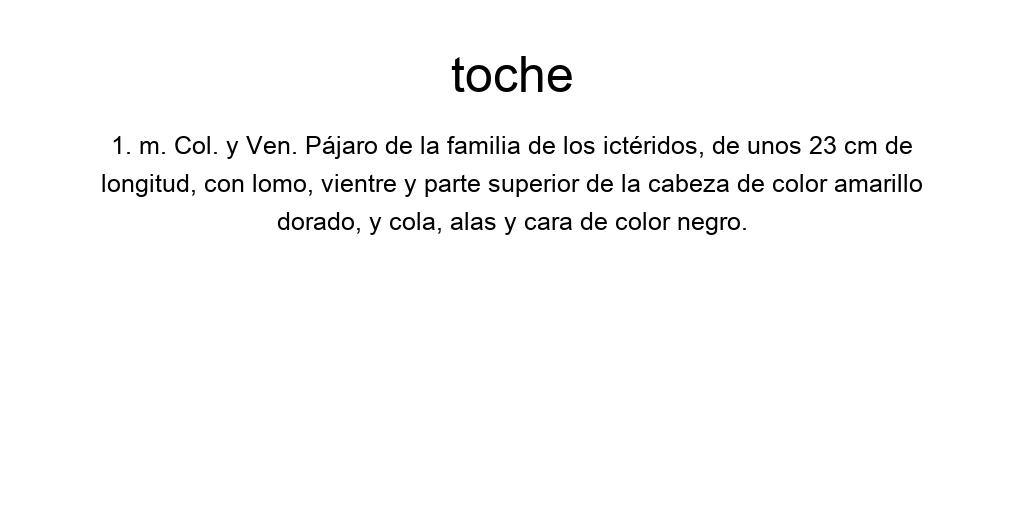 toche
1. m. Col. y Ven. Pájaro de la familia de los ictéridos, de unos 23 cm de
longitud, con lomo, vientre y parte superior de la cabeza de color amarillo
dorado, y cola, alas y cara de color negro.